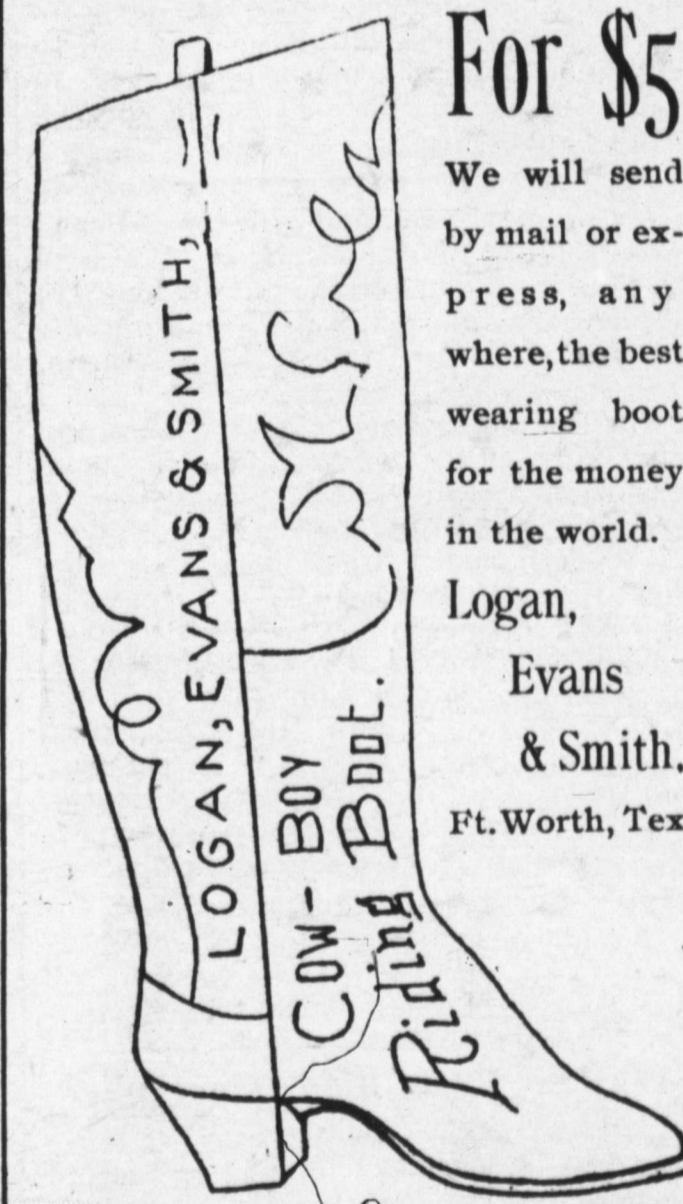 For $5
We will send
by mail or ex-
press, any
where, the best
wearing boot
for the money
in the world.
Logan,
Evans
& Smith,
Ft. Worth, Tex
LOGAN, EVANS & SMITH,
COW-BOY
Riding Boot.